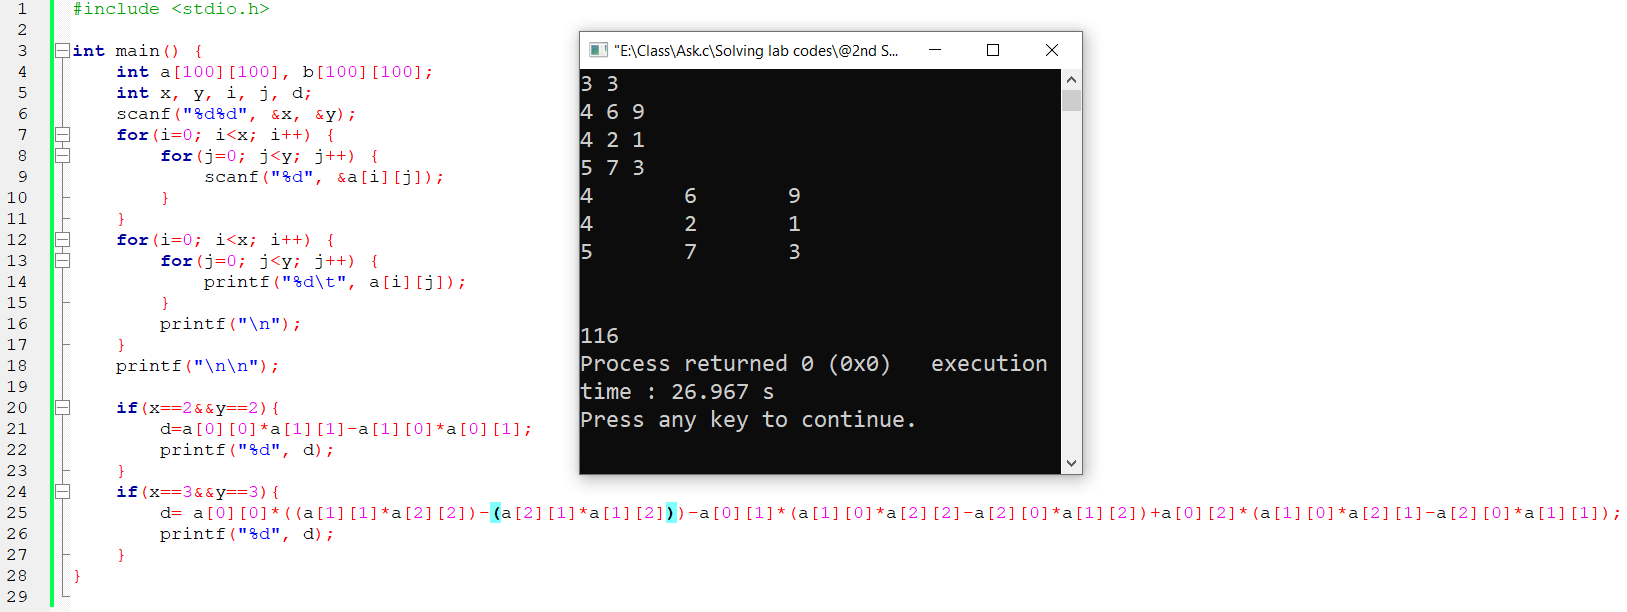 1 #include <stdio.h>
2
3 int main() {
4     int a[100][100], b[100][100];
5     int x, y, i, j, d;
6     scanf("%d%d", &x, &y);
7     for(i=0; i<x; i++) {
8         for(j=0; j<y; j++) {
9             scanf("%d", &a[i][j]);
10         }
11     }
12     for(i=0; i<x; i++) {
13         for(j=0; j<y; j++) {
14             printf("%d\t", a[i][j]);
15         }
16         printf("\n");
17     }
18     printf("\n\n");
19
20     if(x==2&&y==2){
21         d=a[0][0]*a[1][1]-a[1][0]*a[0][1];
22         printf("%d", d);
23     }
24     if(x==3&&y==3){
25         d= a[0][0]*((a[1][1]*a[2][2])-(a[2][1]*a[1][2]))-a[0][1]*(a[1][0]*a[2][2]-a[2][0]*a[1][2])+a[0][2]*(a[1][0]*a[2][1]-a[2][0]*a[1][1]);
26         printf("%d", d);
27     }
28 }
29
"E:\Class\Ask.c\Solving lab codes\@2nd S...
3 3
4 6 9
4 2 1
5 7 3
4       6       9
4       2       1
5       7       3
116
Process returned 0 (0x0)   execution
time : 26.967 s
Press any key to continue.